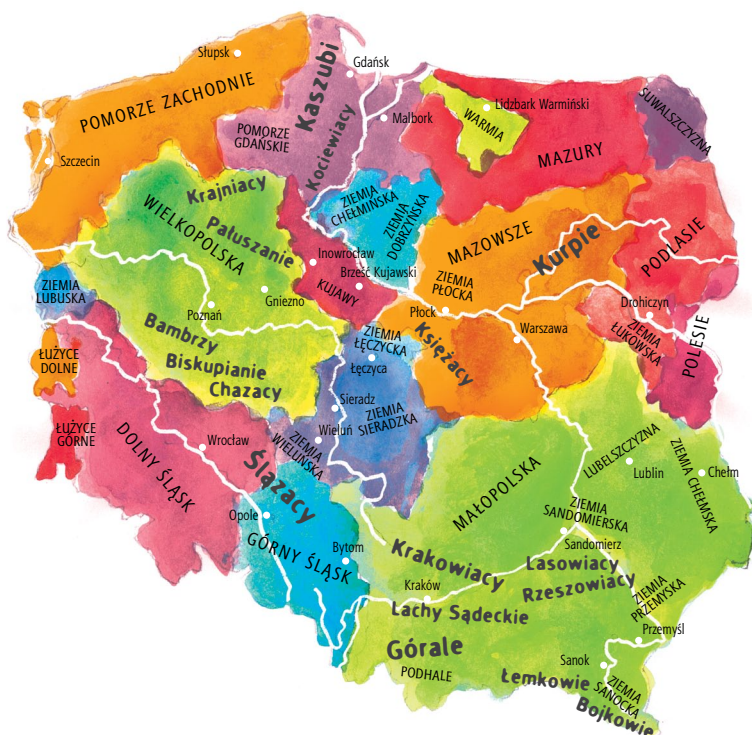 Słupsk
Gdańsk
Kaszubi
POMORZE ZACHODNIE
Lidzbark Warmiński
SUWALSZCZYZNA
Malbork
WARMIA
POMORZE
GDAŃSKIE
Kociewiacy
MAZURY
Szczecin
Krajniacy
ZIEMIA
CHEŁMIŃSKA
WIELKOPOLSKA
Pałuszanie
ZIEMIA
DOBRZYŃSKA
MAZOWSZE
Kurpie
PODLASIE
Inowrocław
Brześć Kujawski
KUJAWY
ZIEMIA
PŁOCKA
ZIEMIA
LUBUSKA
Gniezno
Poznań
Płock
Drohiczyn
Bambrzy
Biskupianie
Chazacy
ZIEMIA
ŁĘCZYCKA
Łęczyca
Księżacy
Warszawa
ZIEMIA
ŁUKOWSKA
POLESIE
ŁUŻYCE
DOLNE
Sieradz
ZIEMIA
SIERADZKA
ŁUŻYCE
GÓRNE
DOLNY ŚLĄSK
Wrocław
Wieluń
ZIEMIA
WIELUŃSKA
Ślązacy
MAŁOPOLSKA
LUBELSZCZYZNA
Lublin
Chełm
ZIEMIA CHEŁMSKA
Opole
GÓRNY ŚLĄSK
Bytom
ZIEMIA
SANDOMIERSKA
Sandomierz
Krakowiacy
Lasowiacy
Rzeszowiacy
Kraków
Lachy Sądeckie
ZIEMIA
PRZEMYSKA
Przemyśl
Górale
PODHALE
Sanok
Łemkowie
ZIEMIA
SANOCKA
Bojkowie